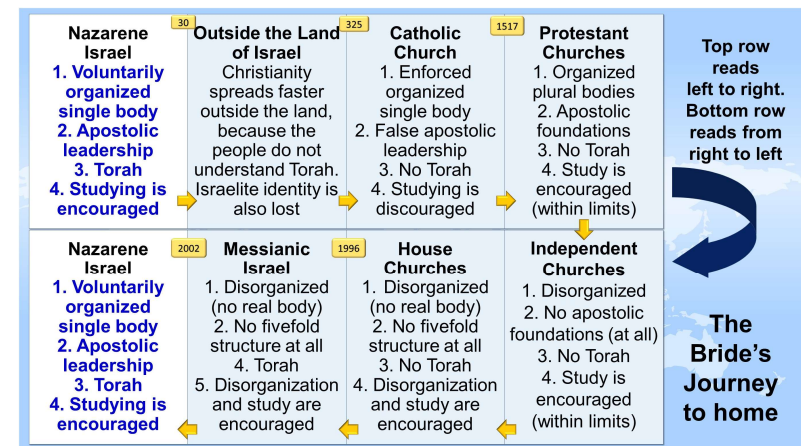 Nazarene
Israel
1. Voluntarily
organized
single body
2. Apostolic
leadership
3. Torah
4. Studying is
encouraged
30
Outside the Land
of Israel
Christianity
spreads faster
outside the land,
because the
people do not
understand Torah.
Israelite identity is
also lost
325
Catholic
Church
1. Enforced
organized
single body
2. False apostolic
leadership
3. No Torah
4. Studying is
discouraged
1517
Protestant
Churches
1. Organized
plural bodies
2. Apostolic
foundations
3. No Torah
4. Study is
encouraged
(within limits)
Top row
reads
left to right.
Bottom row
reads from
right to left
Independent
Churches
1. Disorganized
2. No apostolic
foundations (at all)
3. No Torah
4. Study is
encouraged
(within limits)
House
Churches
1. Disorganized
(no real body)
2. No fivefold
structure at all
3. No Torah
4. Disorganization
and study are
encouraged
1996
Messianic
Israel
1. Disorganized
(no real body)
2. No fivefold
structure at all
4. Torah
5. Disorganization
and study are
encouraged
2002
Nazarene
Israel
1. Voluntarily
organized
single body
2. Apostolic
leadership
3. Torah
4. Studying is
encouraged
The
Bride's
Journey
to home